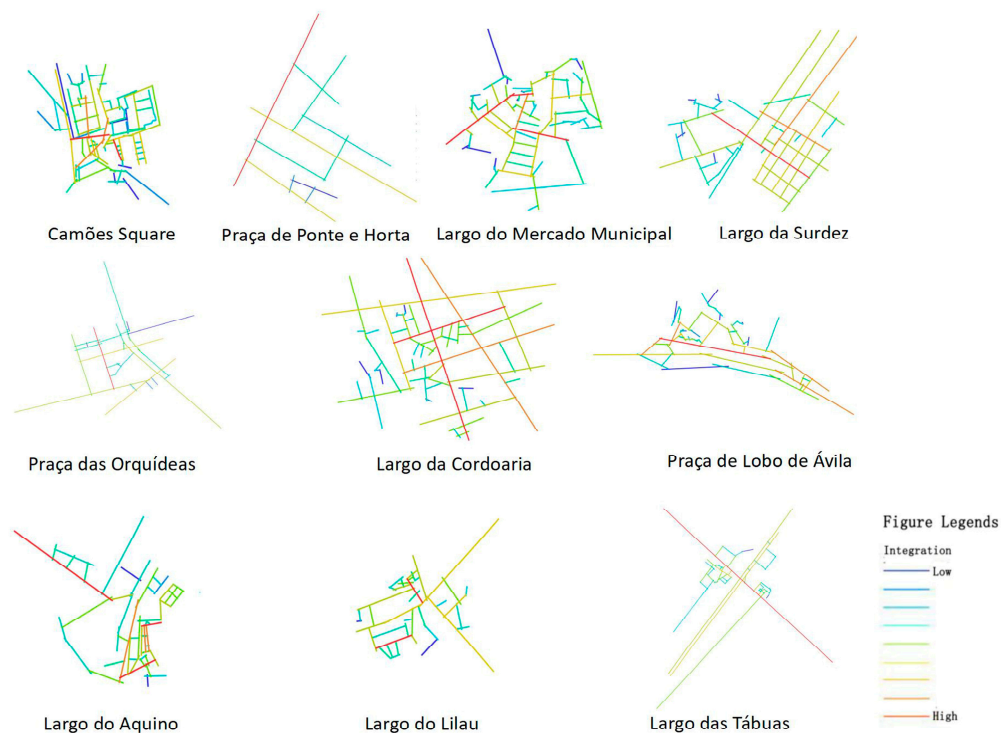 Camões Square
Praça de Ponte e Horta
Largo do Mercado Municipal
Largo da Surdez
Praça das Orquídeas
Largo da Cordoaria
Praça de Lobo de Ávila
Largo do Aquino
Largo do Lilau
Largo das Tábuas
Figure Legends
Integration
Low
High